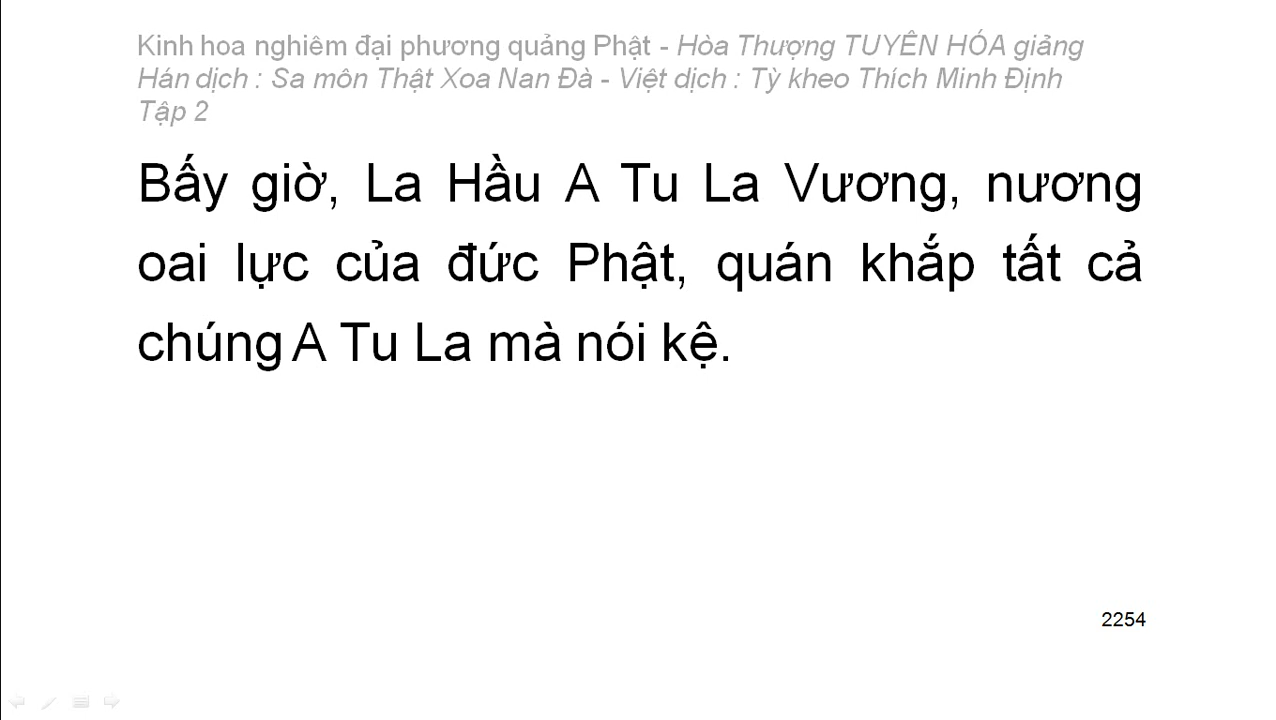 Kinh hoa nghiêm đại phương quảng Phật - Hòa Thượng TUYÊN HÓA giảng
Hán dịch : Sa môn Thật Xoa Nan Đà - Việt dịch : Tỳ kheo Thích Minh Định
Tập 2
Bấy giờ, La Hầu A Tu La Vương, nương
oai lực của đức Phật, quán khắp tất cả
chúng A Tu La mà nói kệ.
2254